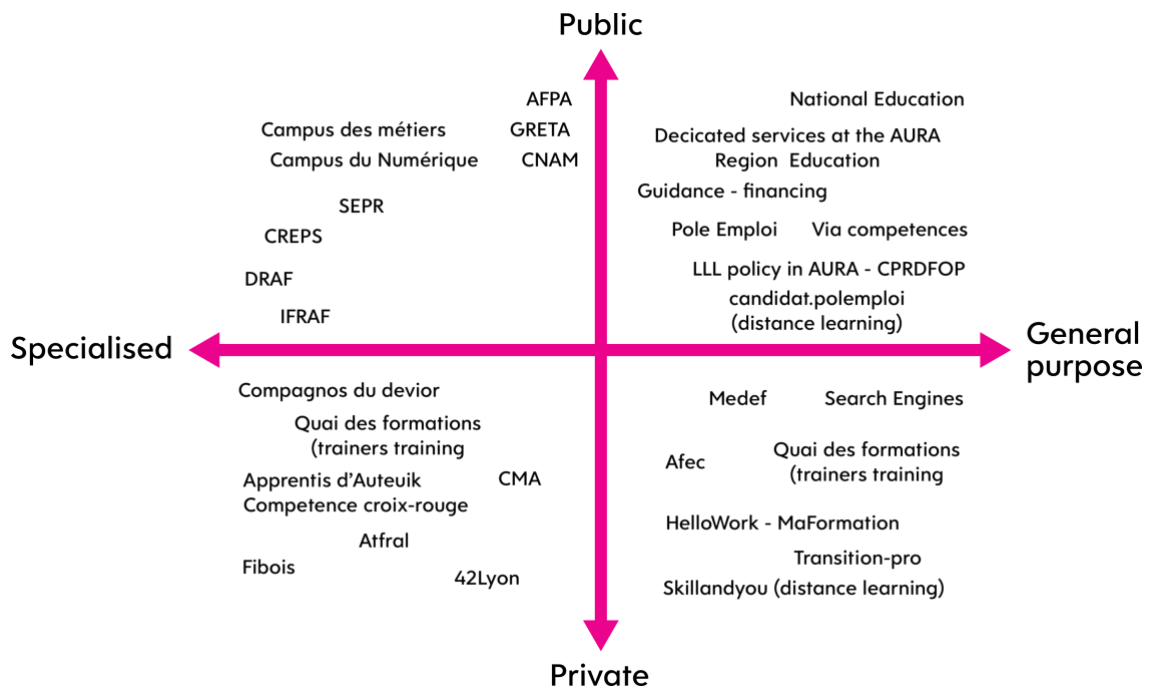 Public
AFPA
National Education
Campus des métiers
GRETA
Decicated services at the AURA
Region Education
Campus du Numérique
CNAM
Guidance - financing
SEPR
Pole Emploi
Via competences
CREPS
LLL policy in AURA - CPRDFOP
DRAF
candidat.polemploi
(distance learning)
IFRAF
Specialised
General
purpose
Compagnos du devior
Medef
Search Engines
Quai des formations
(trainers training
Afec
Quai des formations
(trainers training
Apprentis d'Auteuik
CMA
Competence croix-rouge
HelloWork - MaFormation
Atfral
Transition-pro
Fibois
42Lyon
Skillandyou (distance learning)
Private